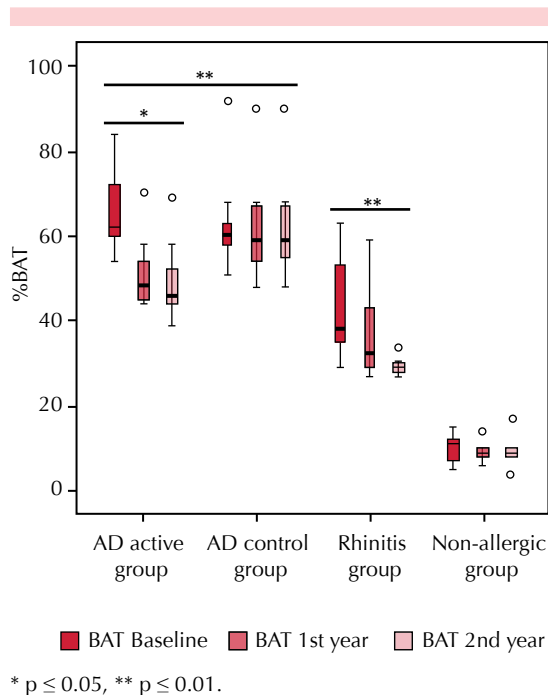 %BAT
100
80
60
40
20
0
**
*
**
AD active group
AD control group
Rhinitis group
Non-allergic group
BAT Baseline BAT 1st year BAT 2nd year
* p ≤ 0.05, ** p ≤ 0.01.